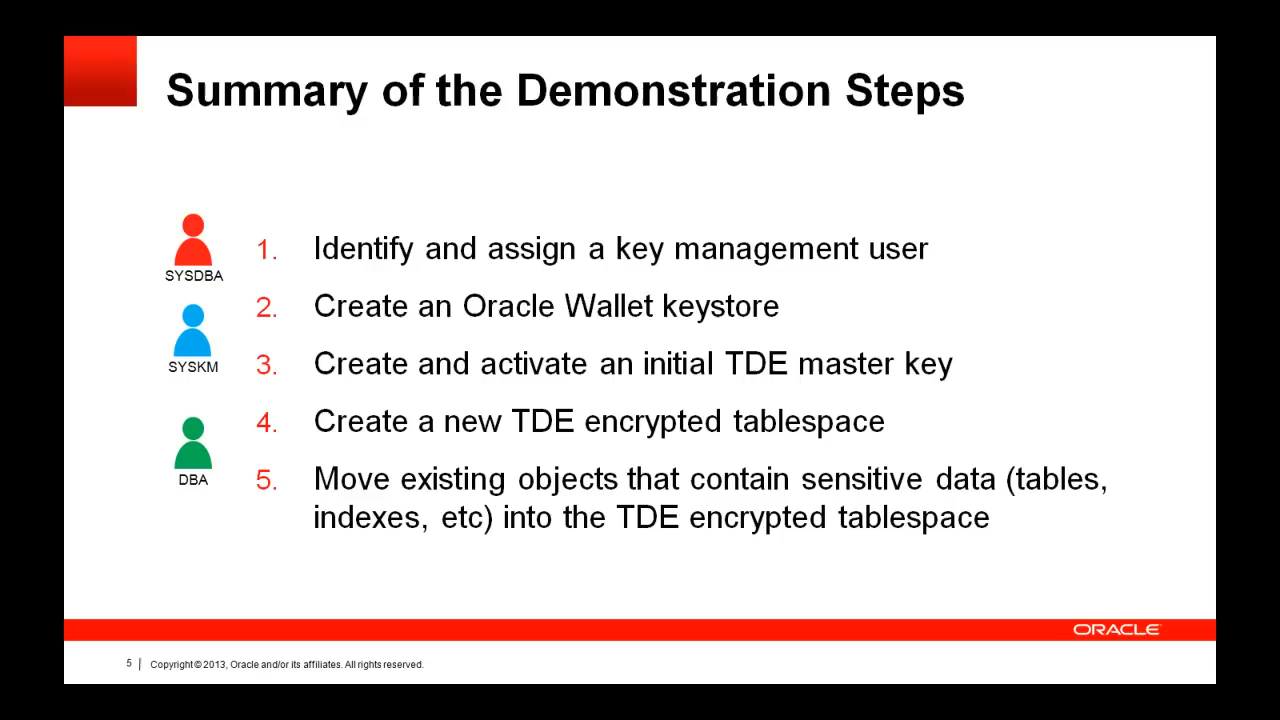 Summary of the Demonstration Steps
SYSDBA
1. Identify and assign a key management user
2. Create an Oracle Wallet keystore
SYSKM
3. Create and activate an initial TDE master key
4. Create a new TDE encrypted tablespace
DBA
5. Move existing objects that contain sensitive data (tables,
indexes, etc) into the TDE encrypted tablespace
ORACLE
5 | Copyright © 2013, Oracle and/or its affiliates. All rights reserved.